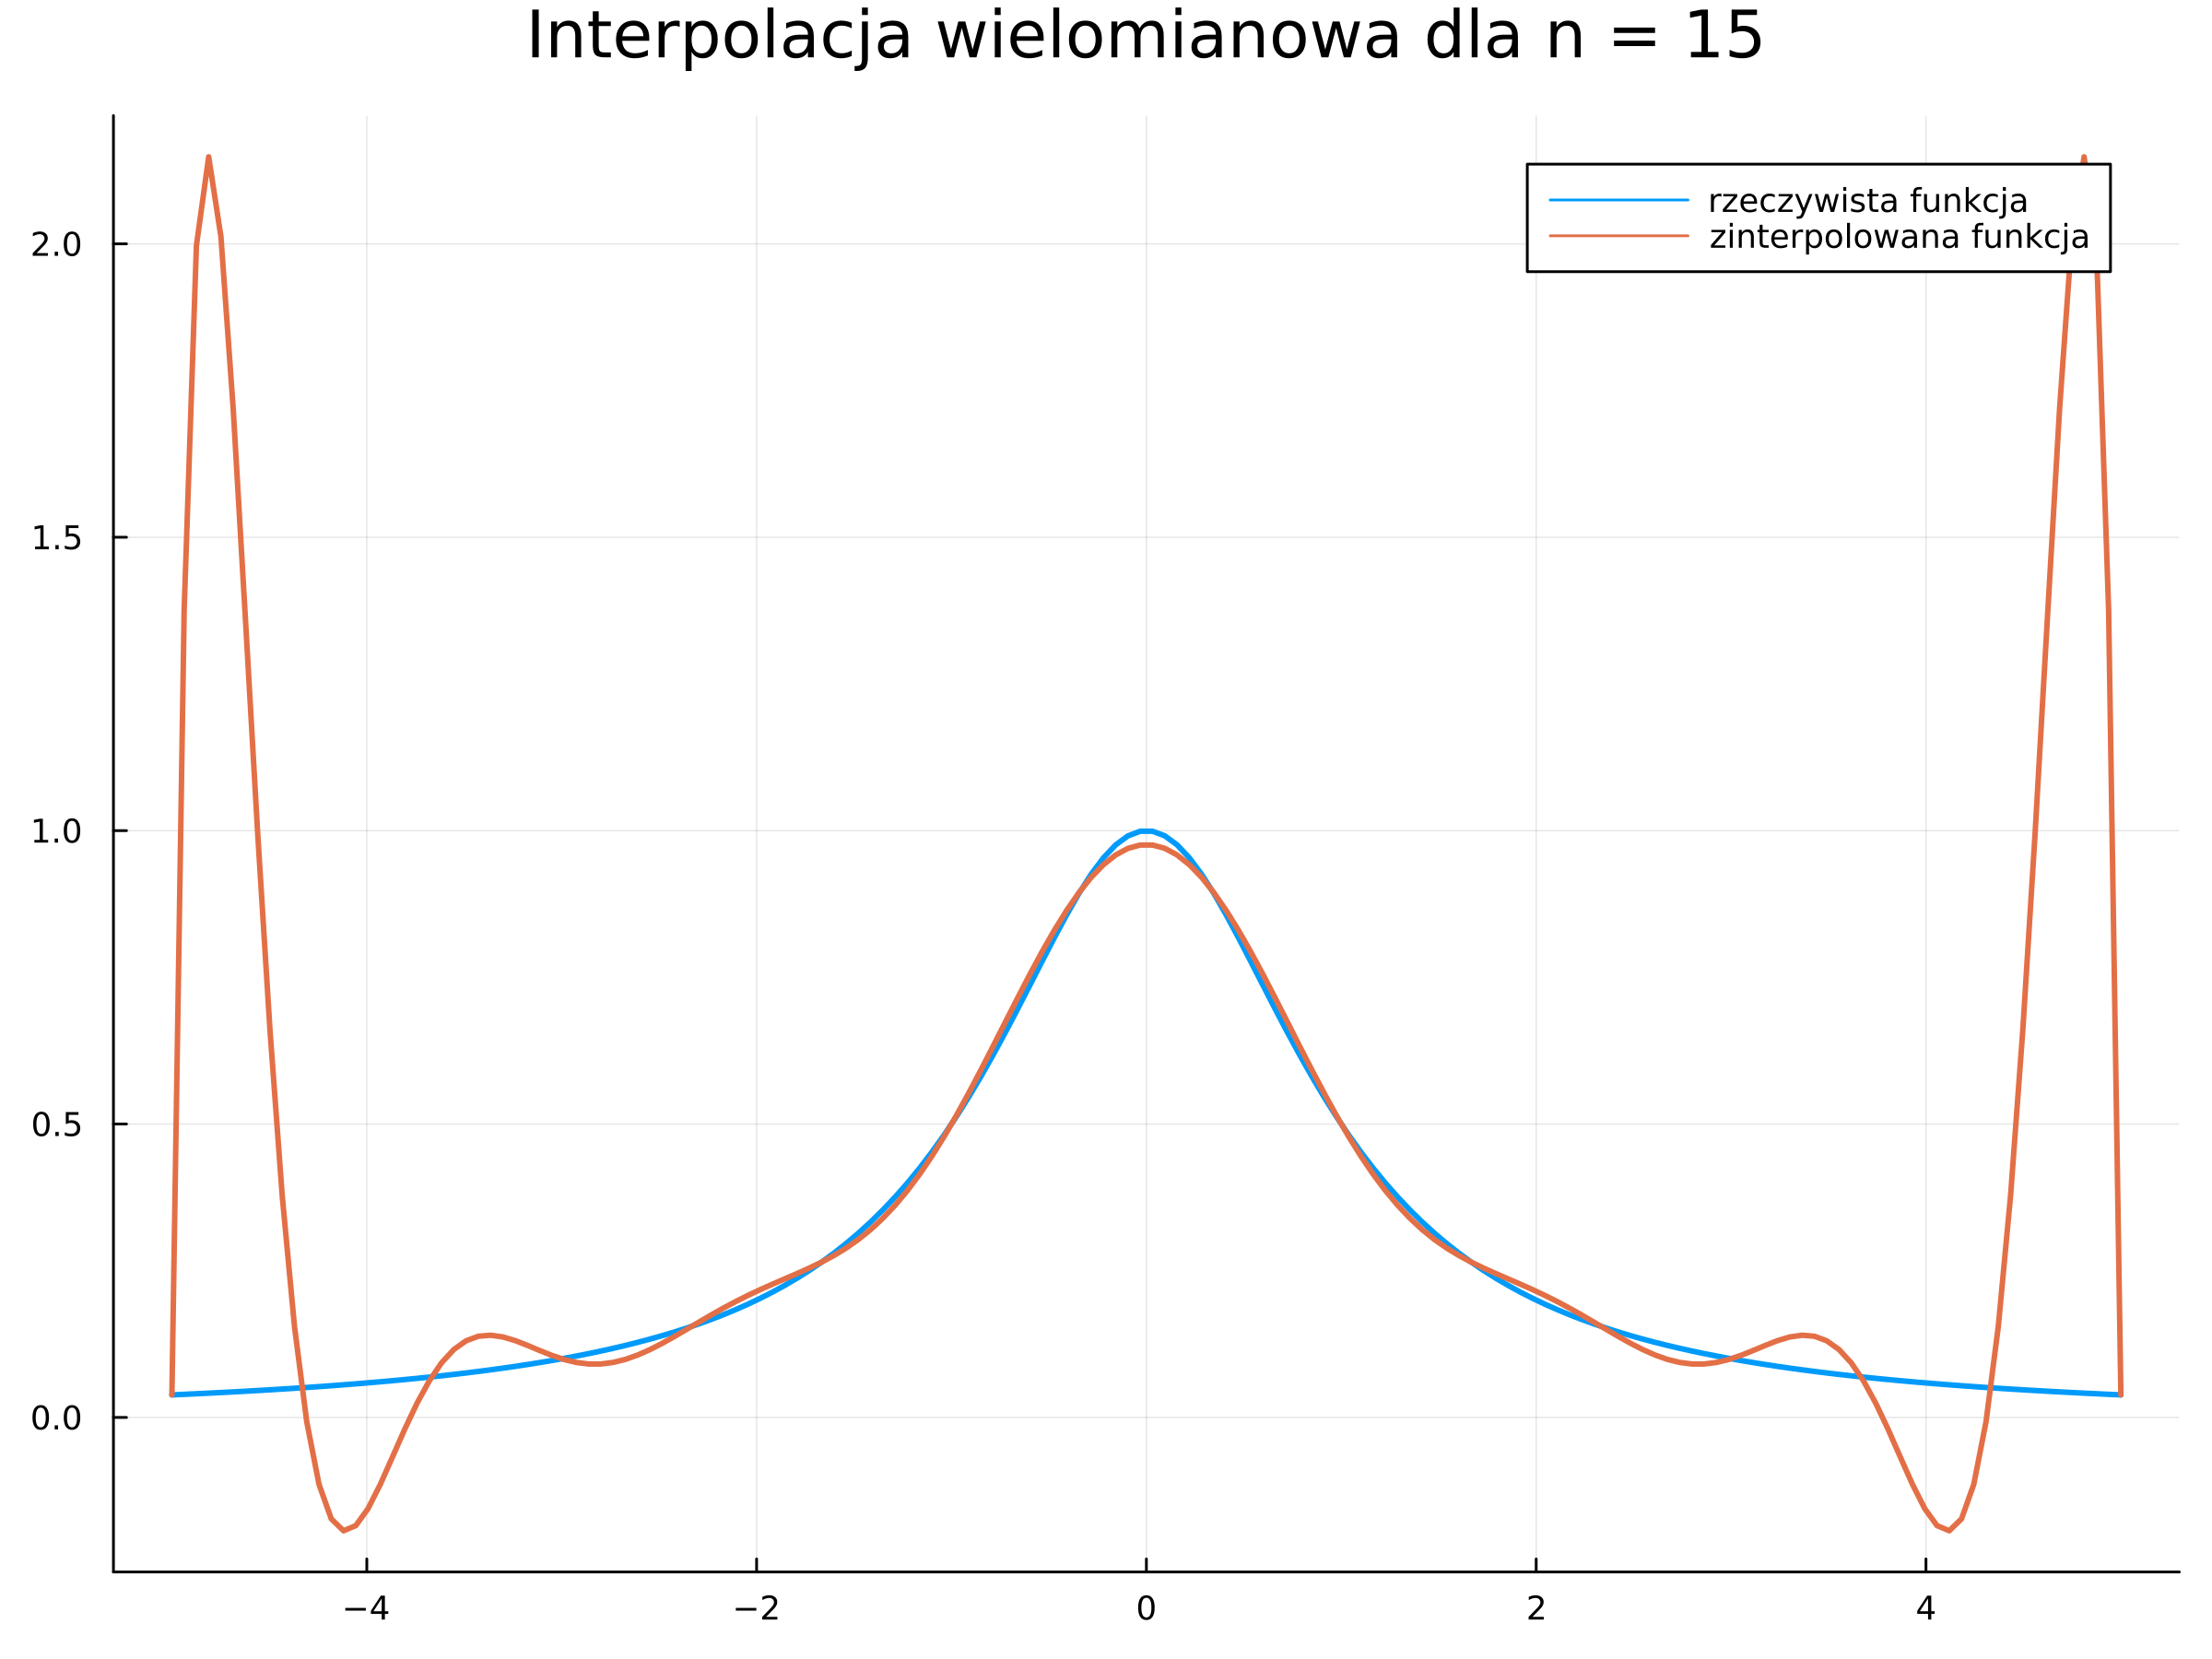 Interpolacja wielomianowa dla n = 15
rzeczywista funkcja
zinterpolowana funkcja
2.0
1.5
1.0
0.5
0.0
−4 −2 0 2 4